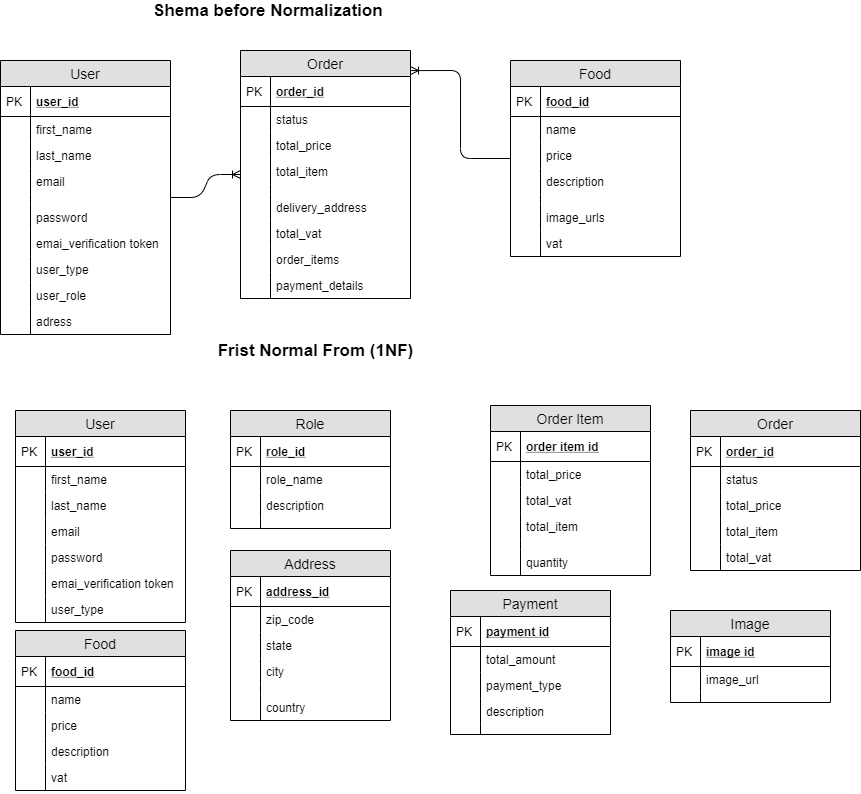 Shema before Normalization
User
PK user_id
first_name
last_name
email
password
emai_verification token
user_type
user_role
adress
Order
PK order_id
status
total_price
total_item
delivery_address
total_vat
order_items
payment_details
Food
PK food_id
name
price
description
image_urls
vat
Frist Normal From (1NF)
User
PK user_id
first_name
last_name
email
password
emai_verification token
user_type
Role
PK role_id
role_name
description
Order Item
PK order item id
total_price
total_vat
total_item
quantity
Order
PK order_id
status
total_price
total_item
total_vat
Food
PK food_id
name
price
description
vat
Address
PK address_id
zip_code
state
city
country
Payment
PK payment id
total_amount
payment_type
description
Image
PK image id
image_url